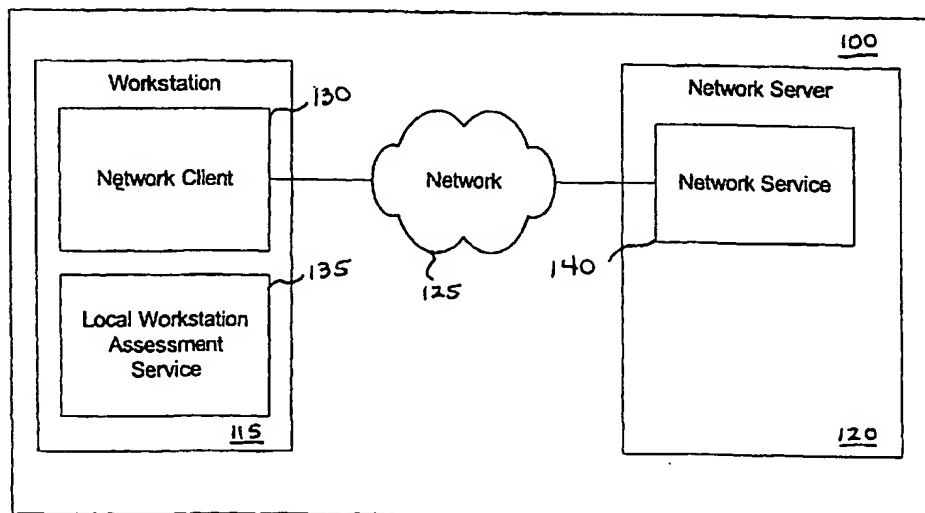 100
Workstation
Network Server
130
Network Client
Network
Network Service
125
140
135
Local Workstation
Assessment
Service
115
120